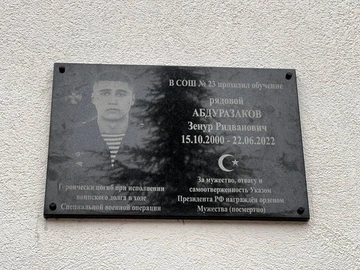 В СОШ № 23 проходил обучение
рядовой
АБДУРАЗАКОВ
Зенур Ридванович
15.10.2000 - 22.06.2022
Героически погиб при исполнении
воинского долга в ходе
Специальной военной операции
За мужество, отвагу и
самоотверженность Указом
Президента РФ награждён орденом
Мужества (посмертно)